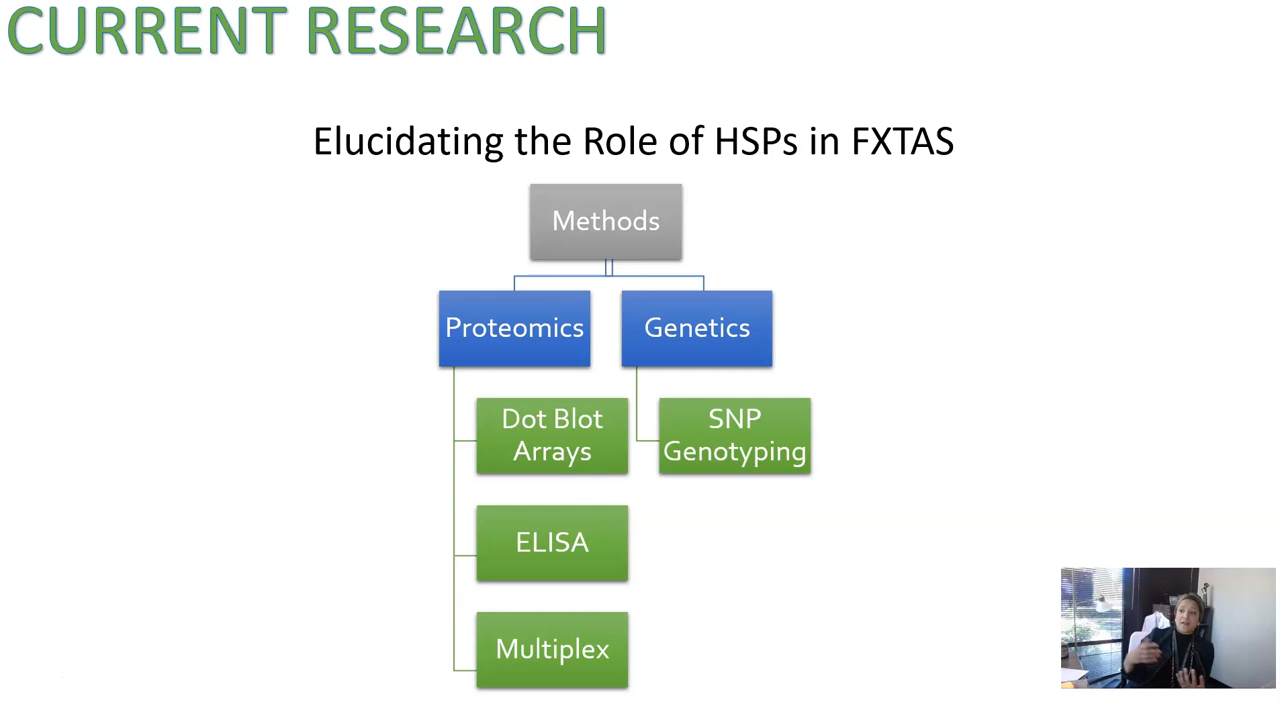 CURRENT RESEARCH
Elucidating the Role of HSPs in FXTAS
Methods
Proteomics
Genetics
Dot Blot
Arrays
SNP
Genotyping
ELISA
Multiplex